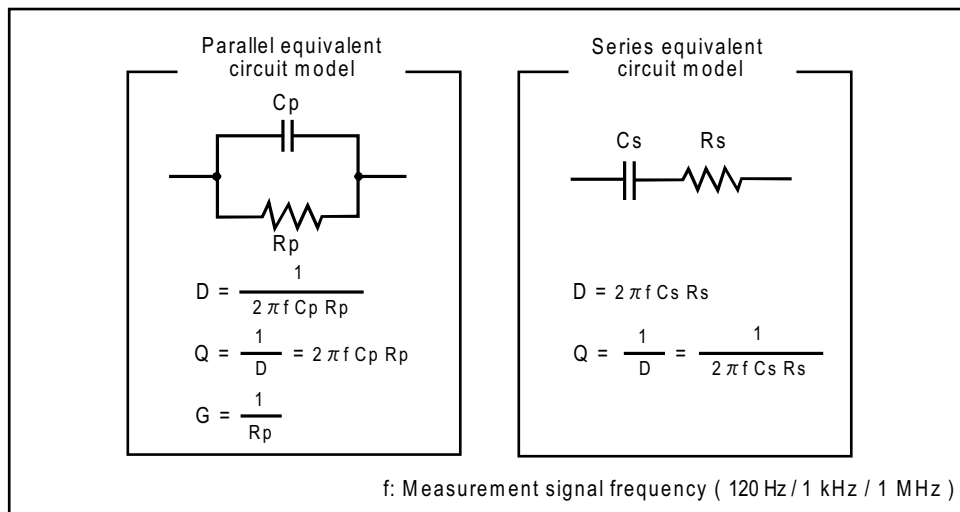 Parallel equivalent
circuit model
Cp
Rp
D = 1 / 2 π f Cp Rp
Q = 1 / D = 2 π f Cp Rp
G = 1 / Rp
Series equivalent
circuit model
Cs Rs
D = 2 π f Cs Rs
Q = 1 / D = 1 / 2 π f Cs Rs
f: Measurement signal frequency ( 120 Hz / 1 kHz / 1 MHz )